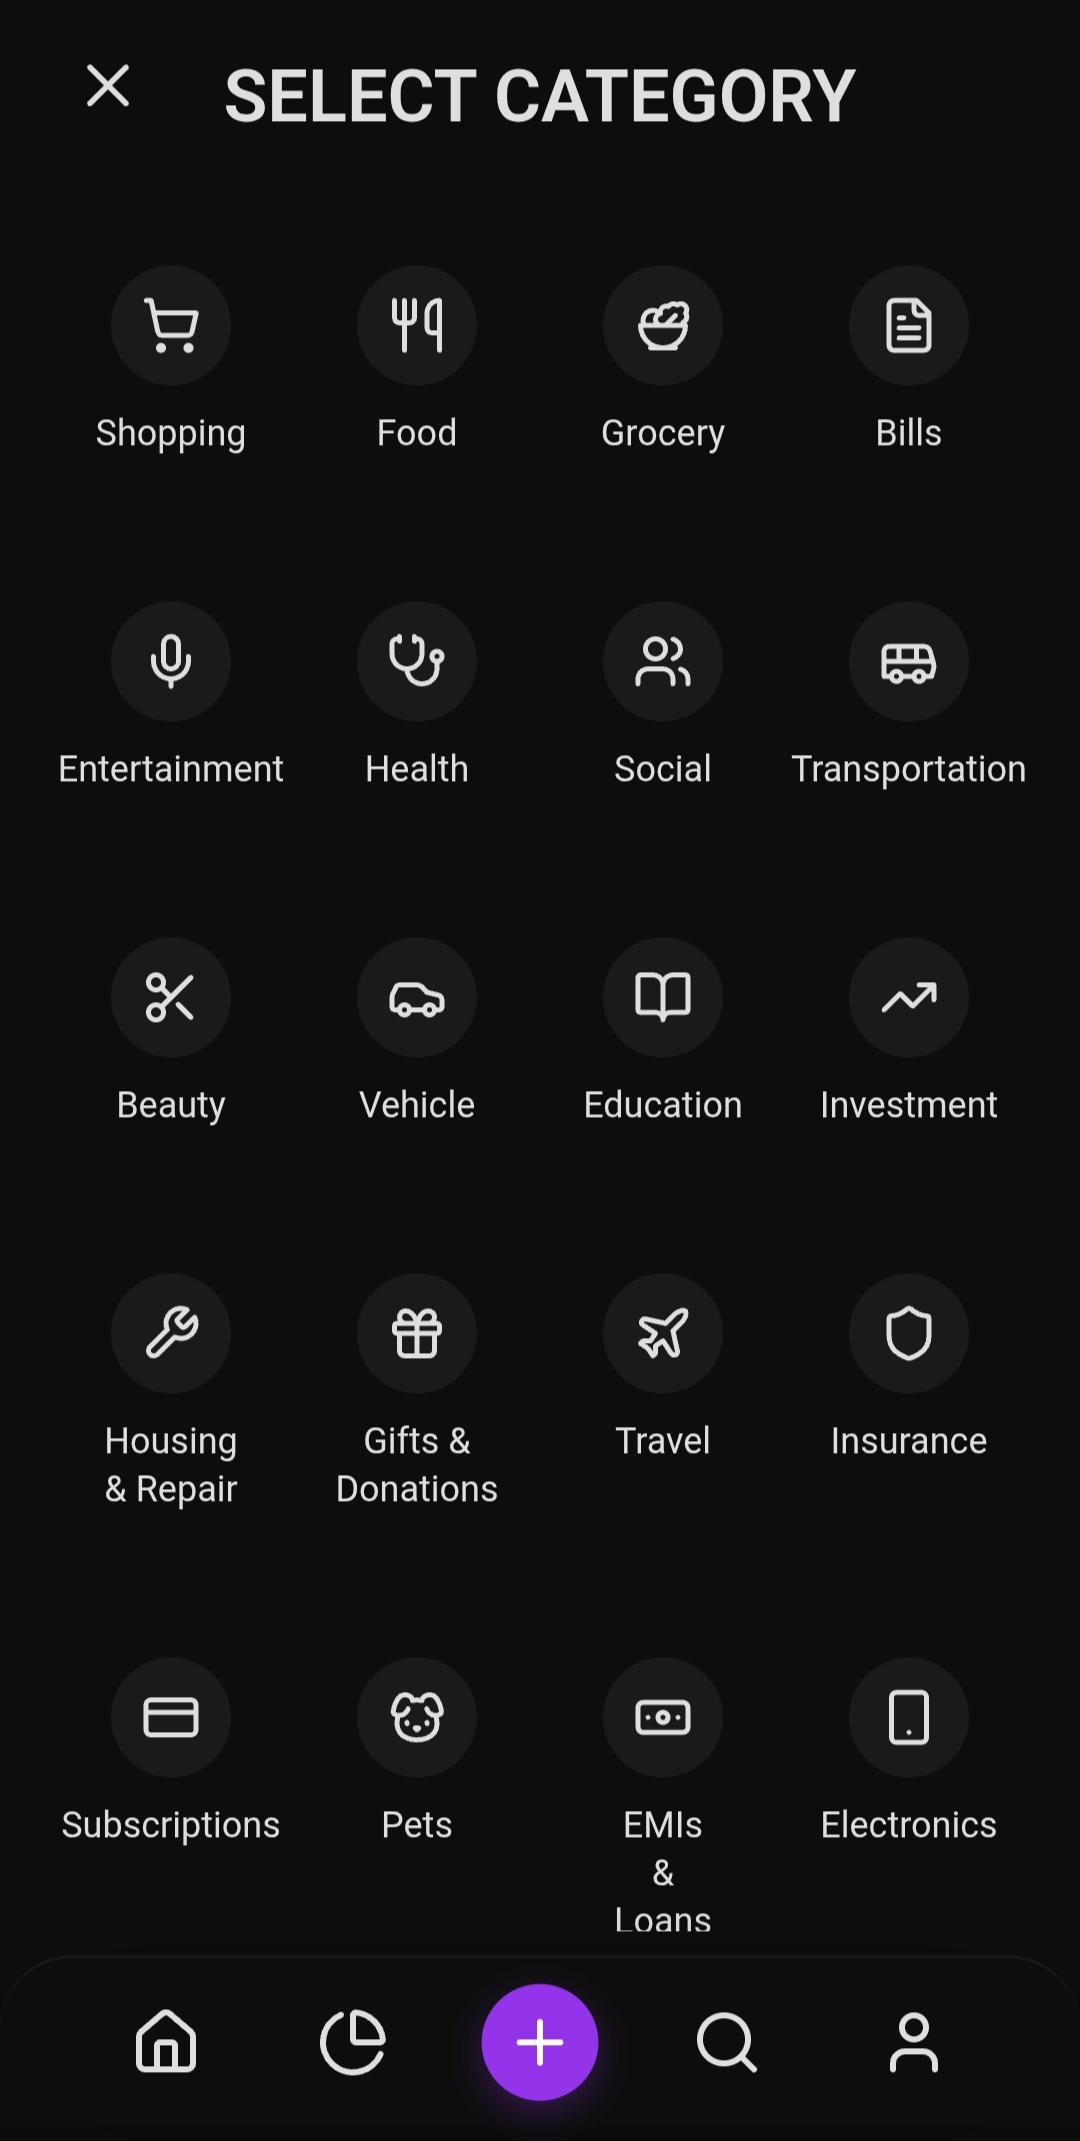 SELECT CATEGORY
Shopping
Food
Grocery
Bills
Entertainment
Health
Social
Transportation
Beauty
Vehicle
Education
Investment
Housing
& Repair
Gifts &
Donations
Travel
Insurance
Subscriptions
Pets
EMIs
&
Loans
Electronics